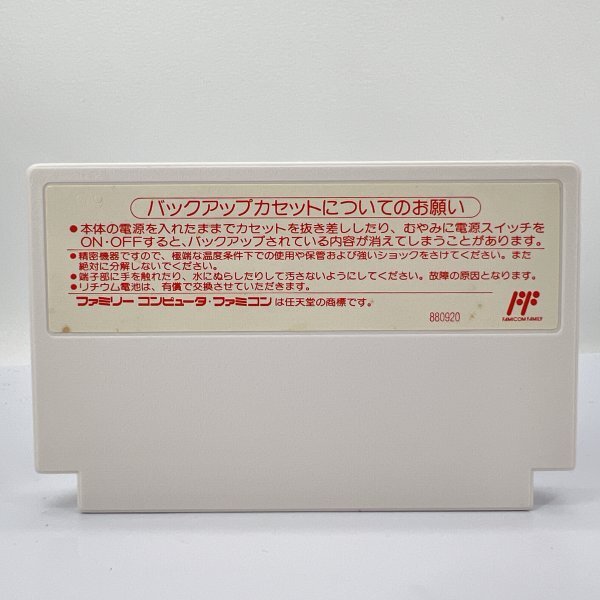 バックアップカセットについてのお願い
●本体の電源を入れたままでカセットを抜き差ししたり、むやみに電源スイッチを
ON・OFFすると、バックアップされている内容が消えてしまうことがあります。
●精密機器ですので、極端な温度条件下での使用や保管および強いショックをさけてください。また
絶対に分解しないでください。
●端子部に手を触れたり、水にぬらしたりして汚さないようにしてください。故障の原因となります。
●リチウム電池は、有償で交換させていただきます。
ファミリーコンピュータ・ファミコンは任天堂の商標です。
880920
FAMICOM FAMILY